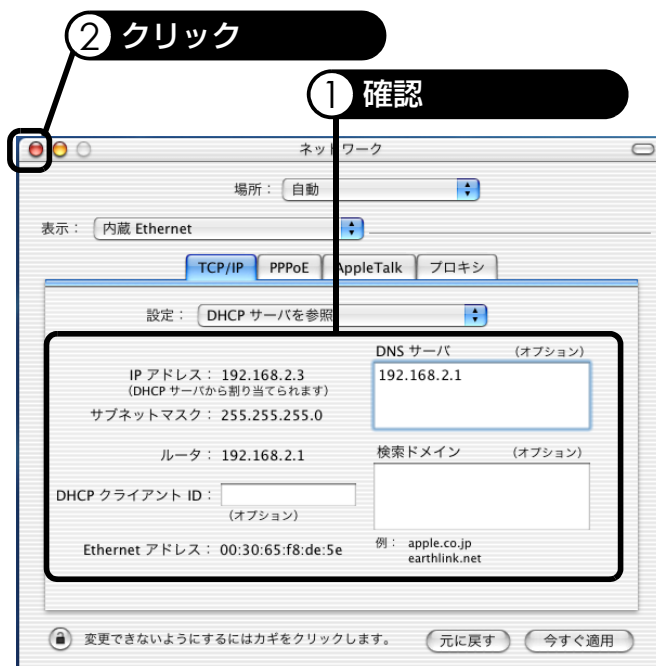 ② クリック
① 確認
ネットワーク
場所： 自動
表示： 内蔵 Ethernet
TCP/IP PPPoE AppleTalk プロキシ
設定： DHCP サーバを参照
DNS サーバ (オプション)
IP アドレス： 192.168.2.3 192.168.2.1
(DHCP サーバから割り当てられます)
サブネットマスク： 255.255.255.0
ルータ： 192.168.2.1 検索ドメイン (オプション)
DHCP クライアント ID：
(オプション)
Ethernet アドレス： 00:30:65:f8:de:5e 例： apple.co.jp
earthlink.net
変更できないようにするにはカギをクリックします。 元に戻す 今すぐ適用